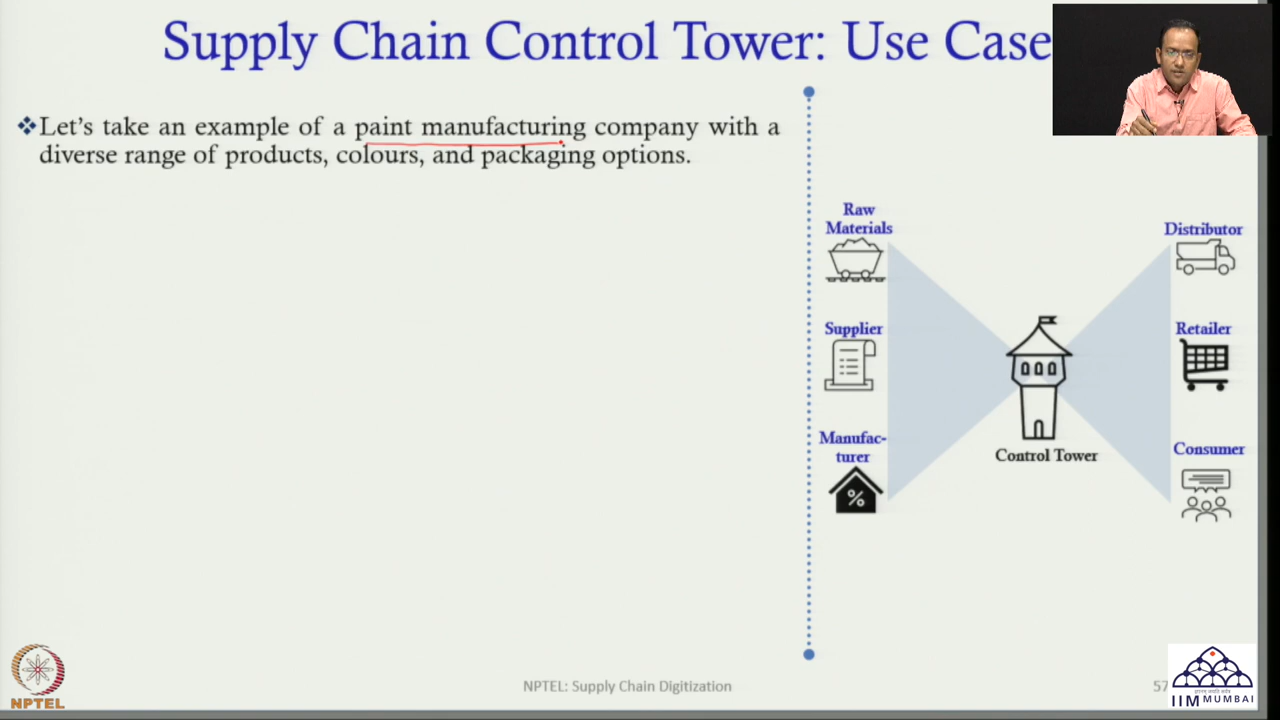 Supply Chain Control Tower: Use Case
❖Let's take an example of a paint manufacturing company with a
diverse range of products, colours, and packaging options.
Raw
Materials
Distributor
Supplier
Retailer
Manufac-
turer
%
Control Tower
Consumer
NPTEL
NPTEL: Supply Chain Digitization
57
IIM MUMBAI